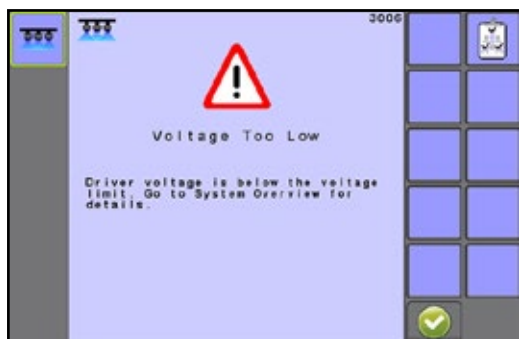 3006
Voltage Too Low
Driver voltage is below the voltage
limit. Go to System Overview for
details.